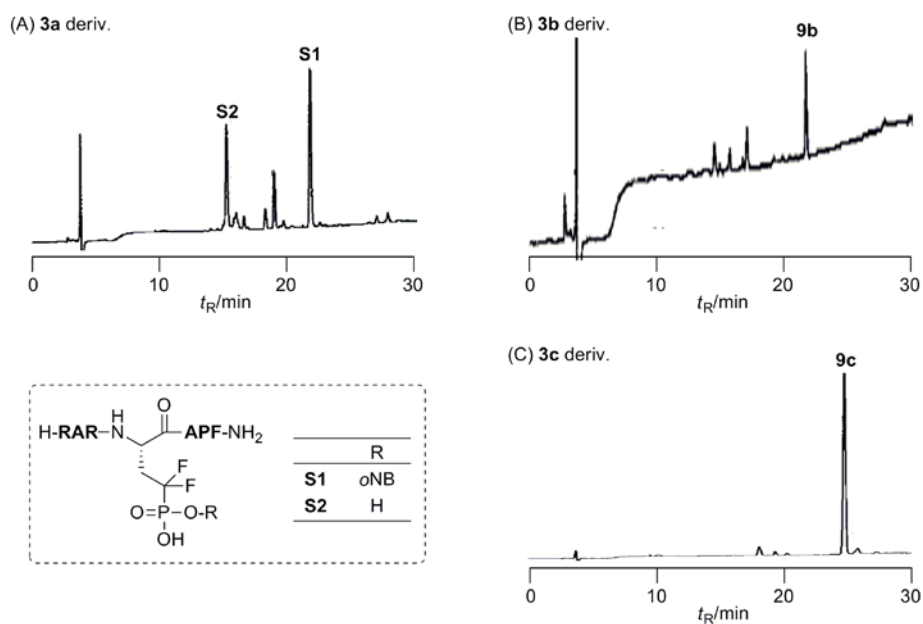 (A) 3a deriv.
S1
S2
0 10 20 30
tR/min
(B) 3b deriv.
9b
0 10 20 30
tR/min
(C) 3c deriv.
9c
0 10 20 30
tR/min
H-RAR-N
H
O
APF-NH2
F
F
O=P-O-R
OH
R
S1 oNB
S2 H